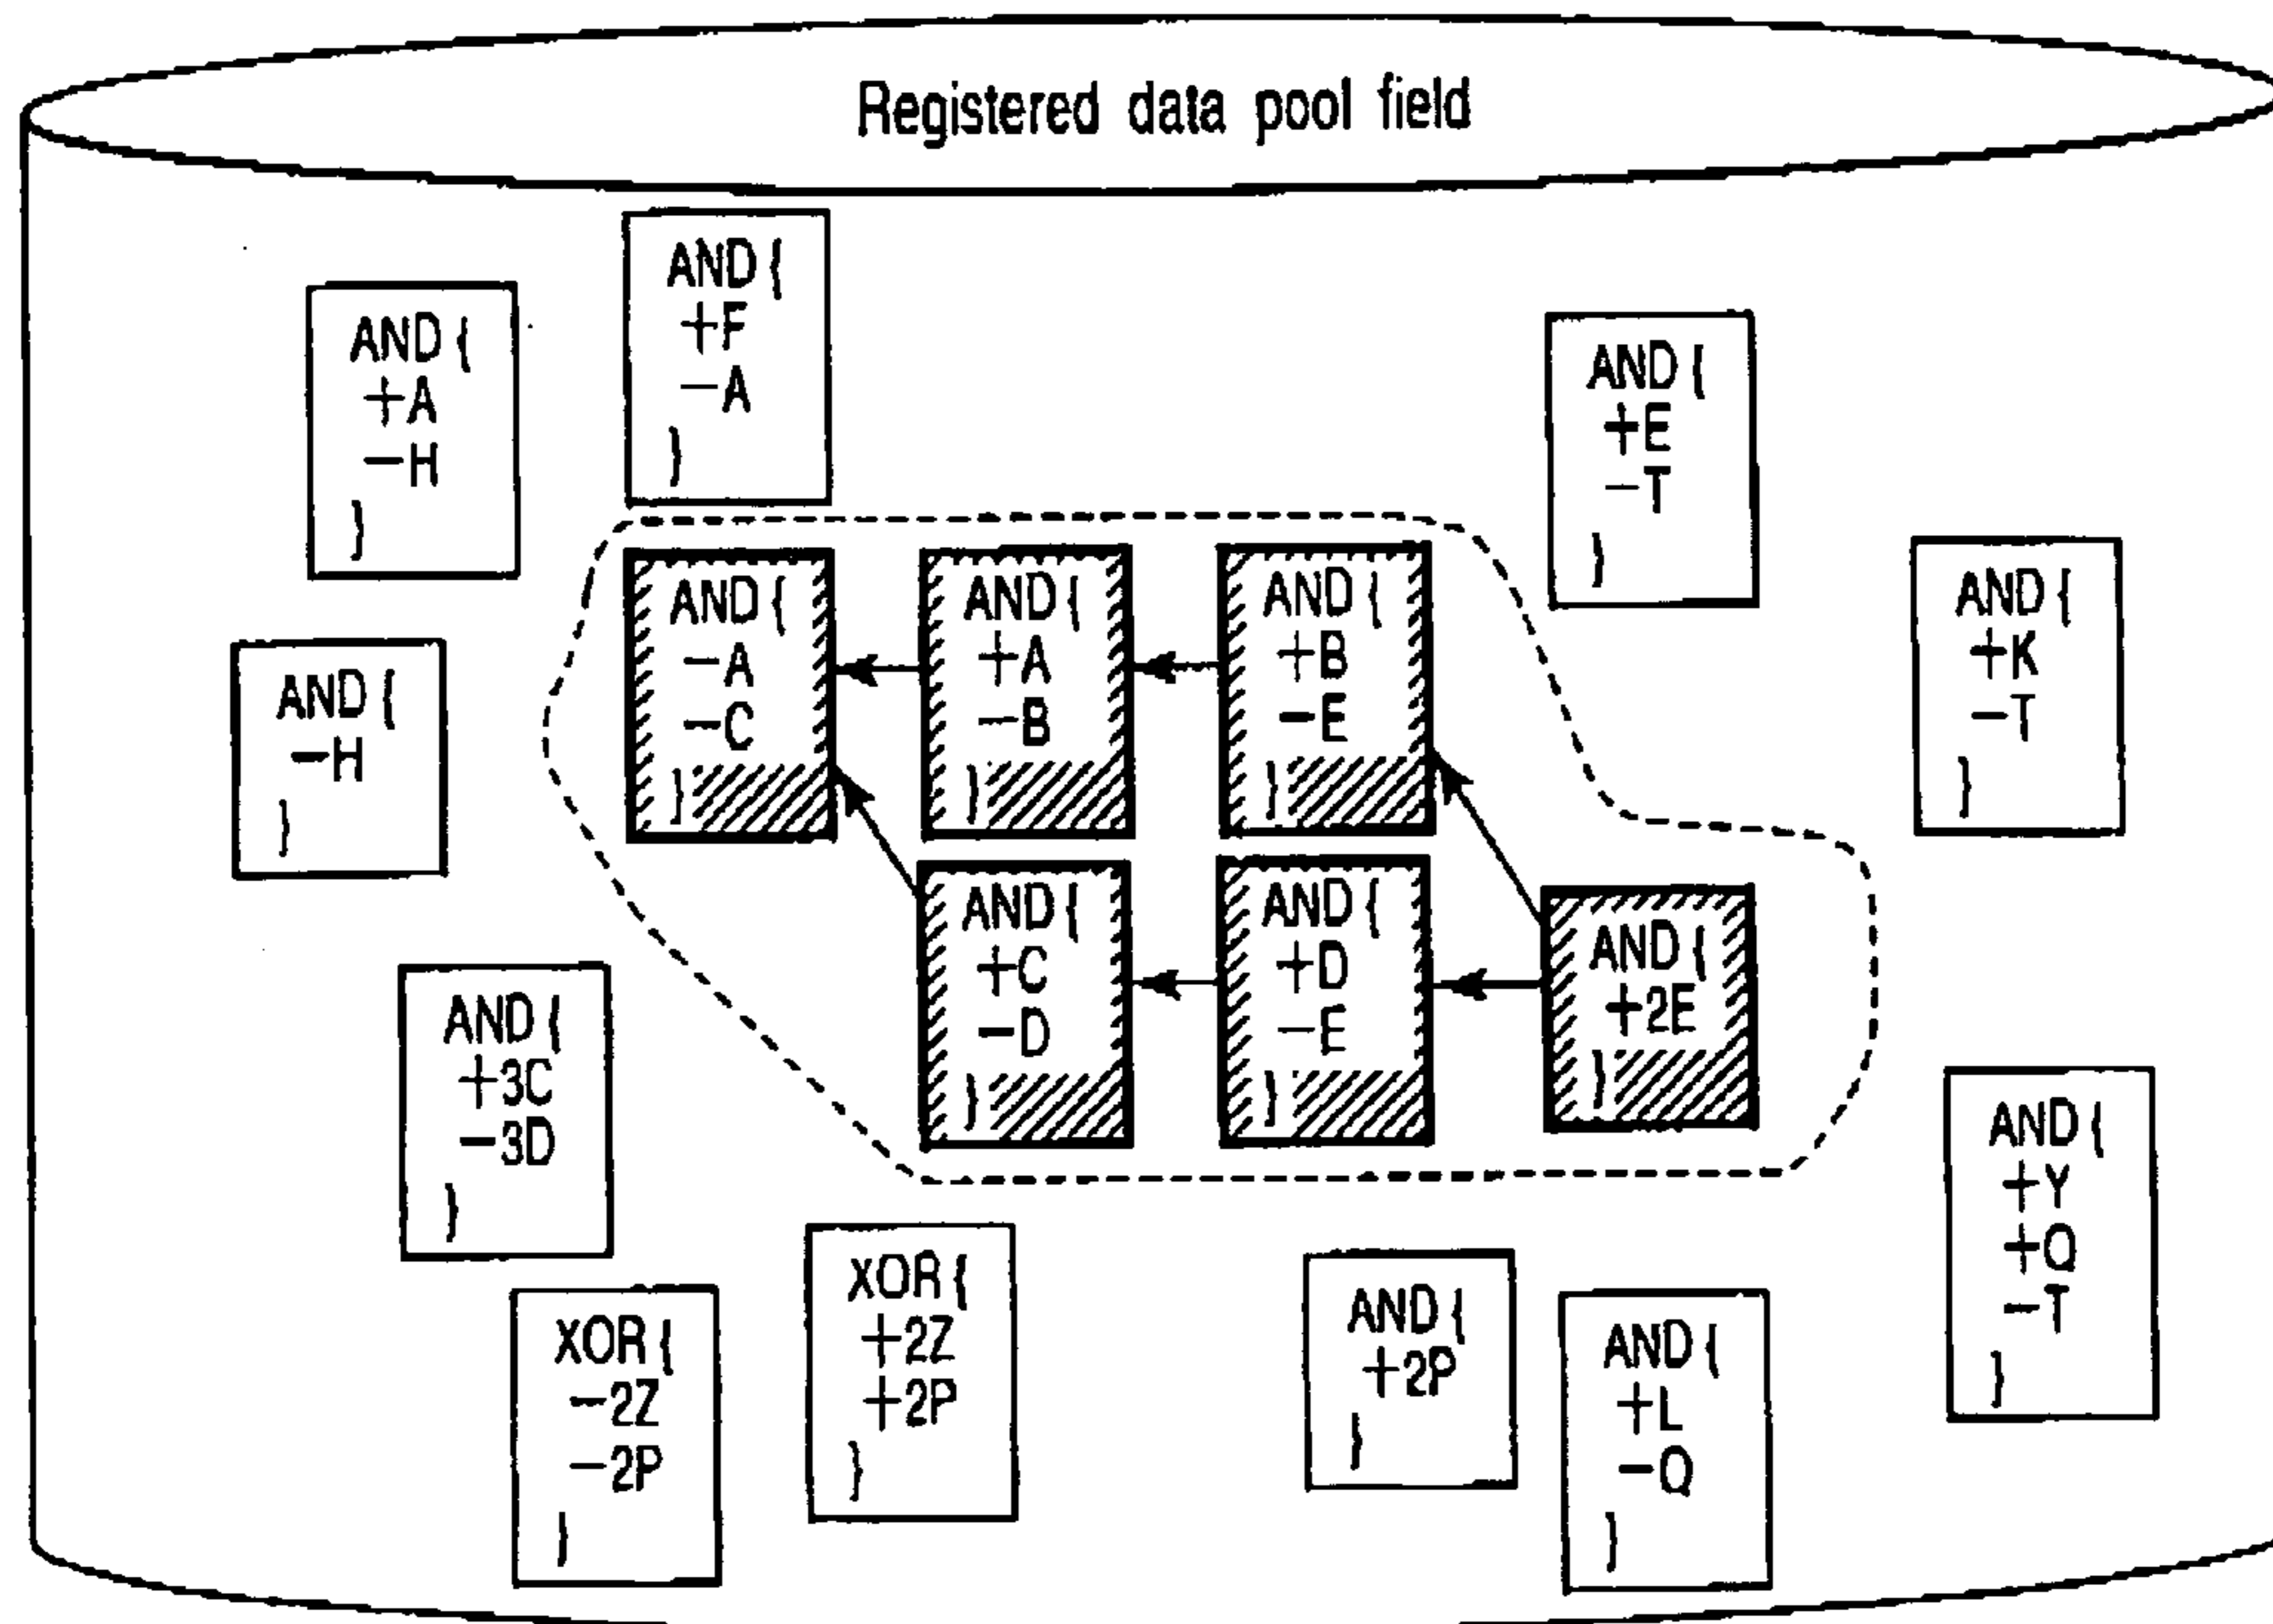 Registered data pool field
AND{
+F
−A
}
AND{
+A
−H
}
AND{
+E
−T
}
AND{
−A
−C
}
AND{
+A
−B
}
AND{
+B
−E
}
AND{
+K
−T
}
AND{
−H
}
AND{
+C
−D
}
AND{
+D
−E
}
AND{
+2E
}
AND{
+3C
−3D
}
AND{
+Y
+Q
−T
}
XOR{
+2Z
+2P
}
XOR{
−2Z
−2P
}
AND{
+2P
}
AND{
+L
−Q
}